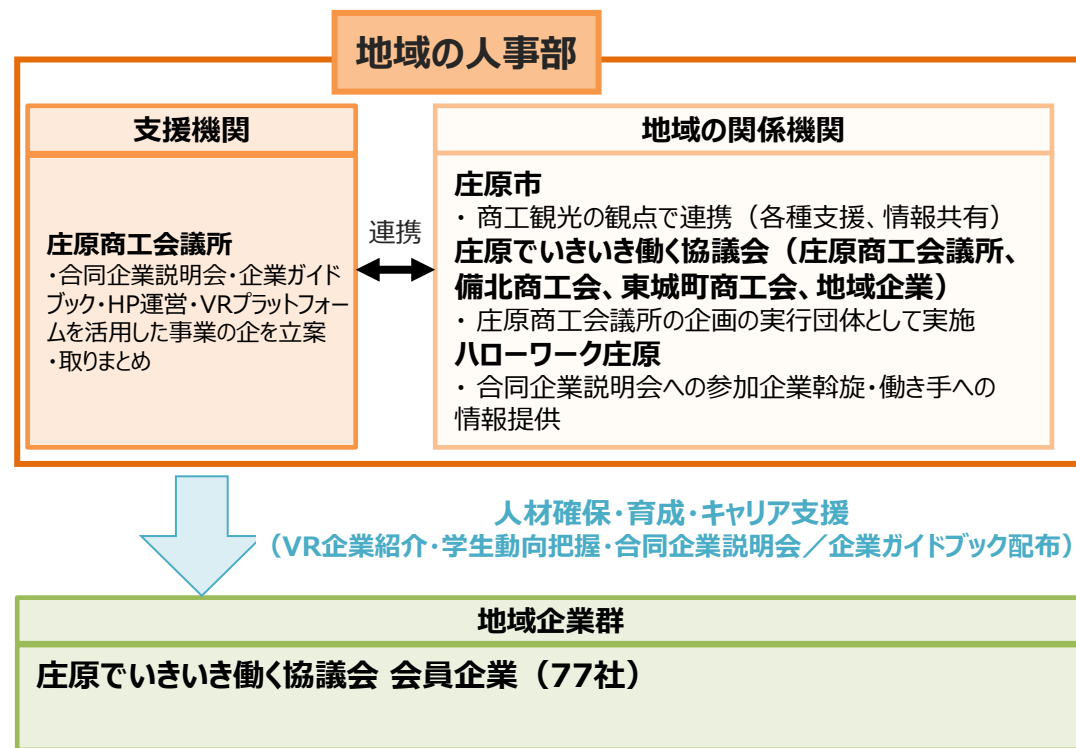 地域の人事部
支援機関
庄原商工会議所
・合同企業説明会・企業ガイド
ブック・HP運営・VRプラットフォー
ムを活用した事業の企を立案
・取りまとめ
連携
地域の関係機関
庄原市
・ 商工観光の観点で連携（各種支援、情報共有）
庄原でいきいき働く協議会（庄原商工会議所、
備北商工会、東城町商工会、地域企業）
・ 庄原商工会議所の企画の実行団体として実施
ハローワーク庄原
・ 合同企業説明会への参加企業斡旋・働き手への
情報提供
人材確保・育成・キャリア支援
（VR企業紹介・学生動向把握・合同企業説明会／企業ガイドブック配布）
地域企業群
庄原でいきいき働く協議会 会員企業（77社）